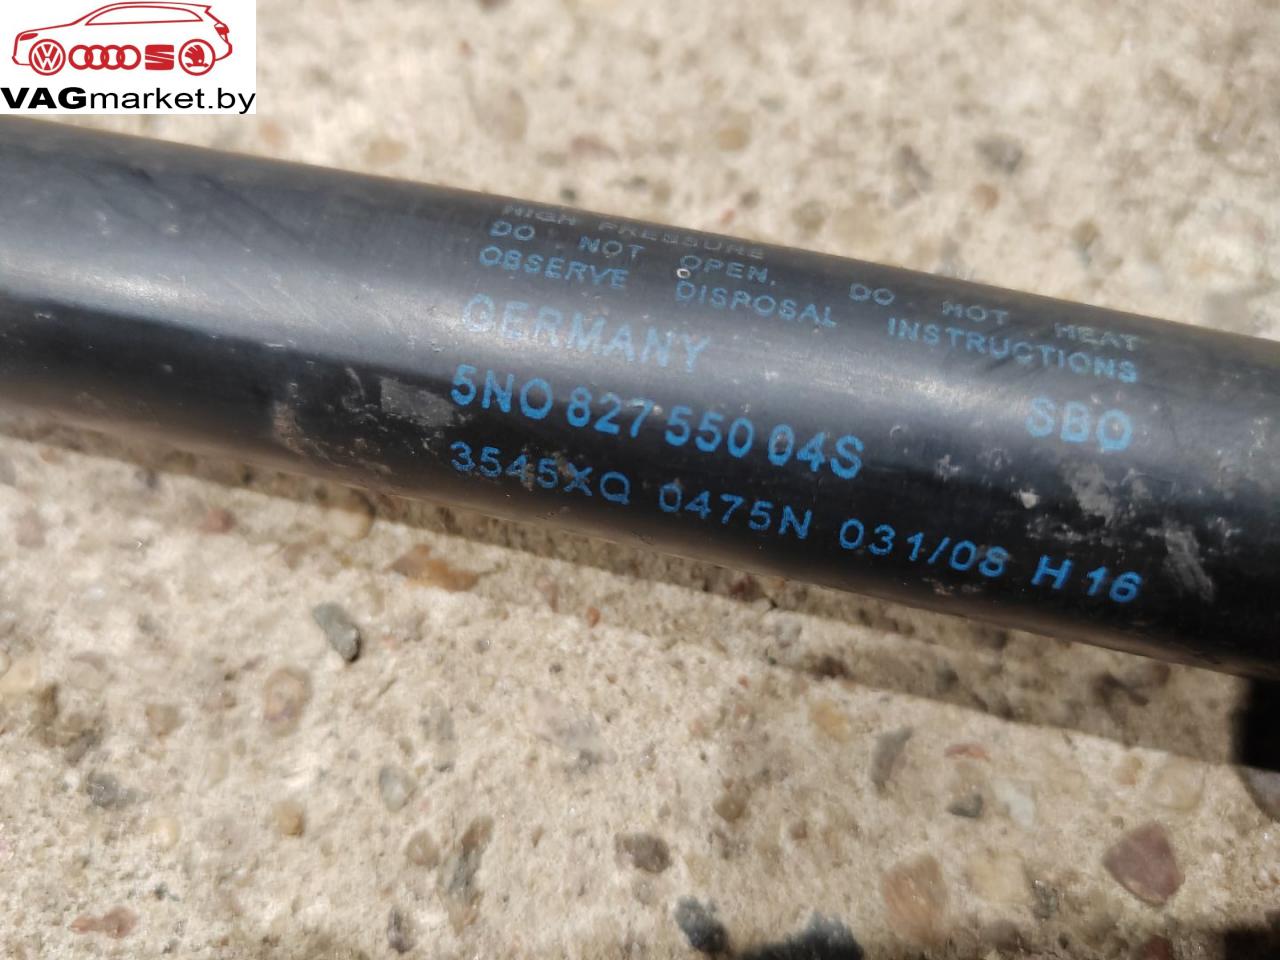 VAGmarket.by
HIGH PRESSURE
DO NOT OPEN. DO NOT HEAT
OBSERVE DISPOSAL INSTRUCTIONS
GERMANY
5N0 827 550 04S SBO
3545XQ 0475N 031/08 H 16